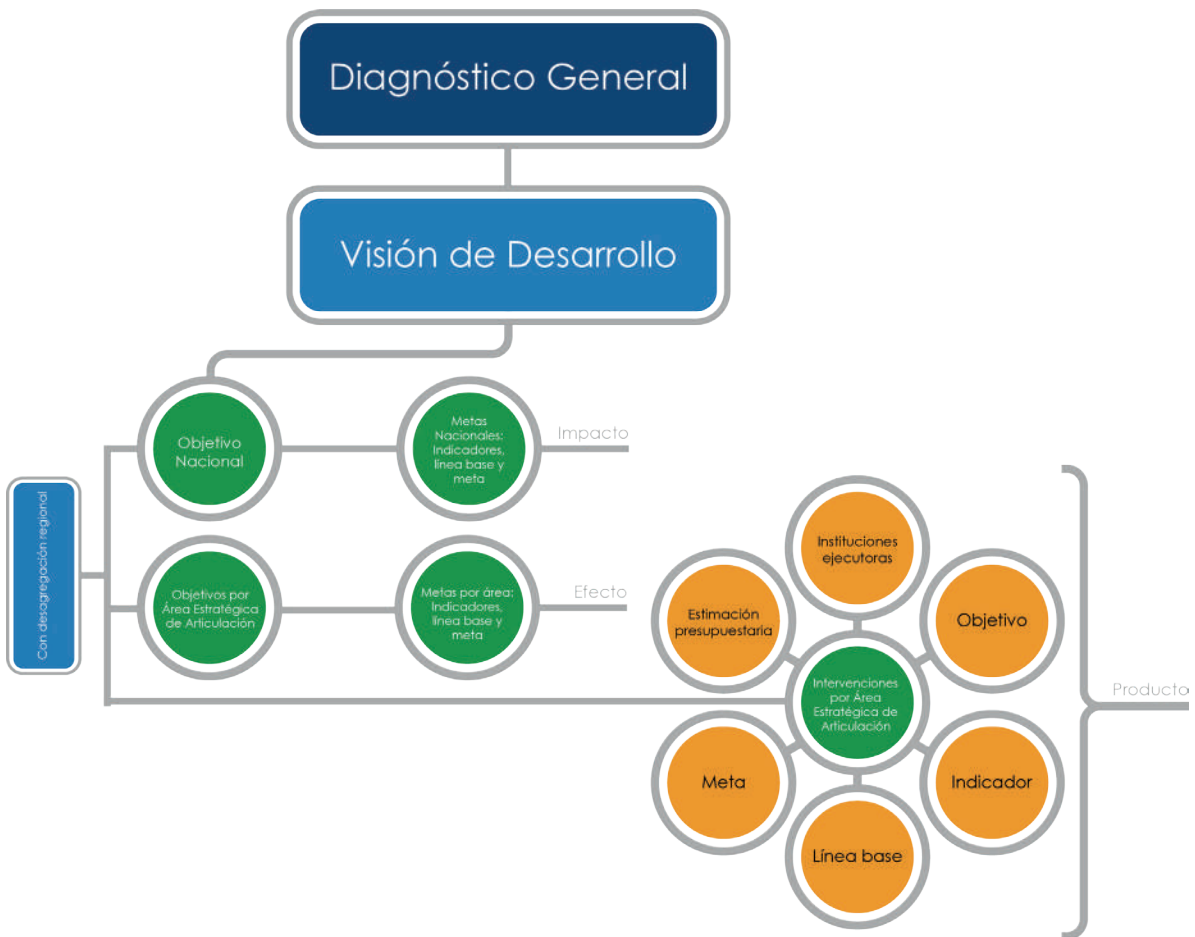 Diagnóstico General
Visión de Desarrollo
Objetivo
Nacional
Metas
Nacionales:
Indicadores,
línea base y
meta
Impacto
Con desagregación regional
Objetivos por
Área Estratégica
de Articulación
Metas por área:
Indicadores,
línea base y
meta
Efecto
Instituciones
ejecutoras
Estimación
presupuestaria
Objetivo
Intervenciones
por Área
Estratégica de
Articulación
Meta
Indicador
Línea base
Producto